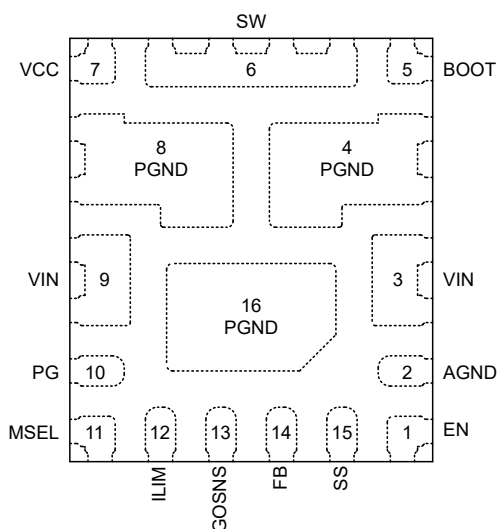 SW
VCC 7 6 5 BOOT
8 4
PGND PGND
VIN 9 3 VIN
16
PGND
PG 10 2 AGND
MSEL 11 12 13 14 15 1 EN
ILIM GOSNS FB SS